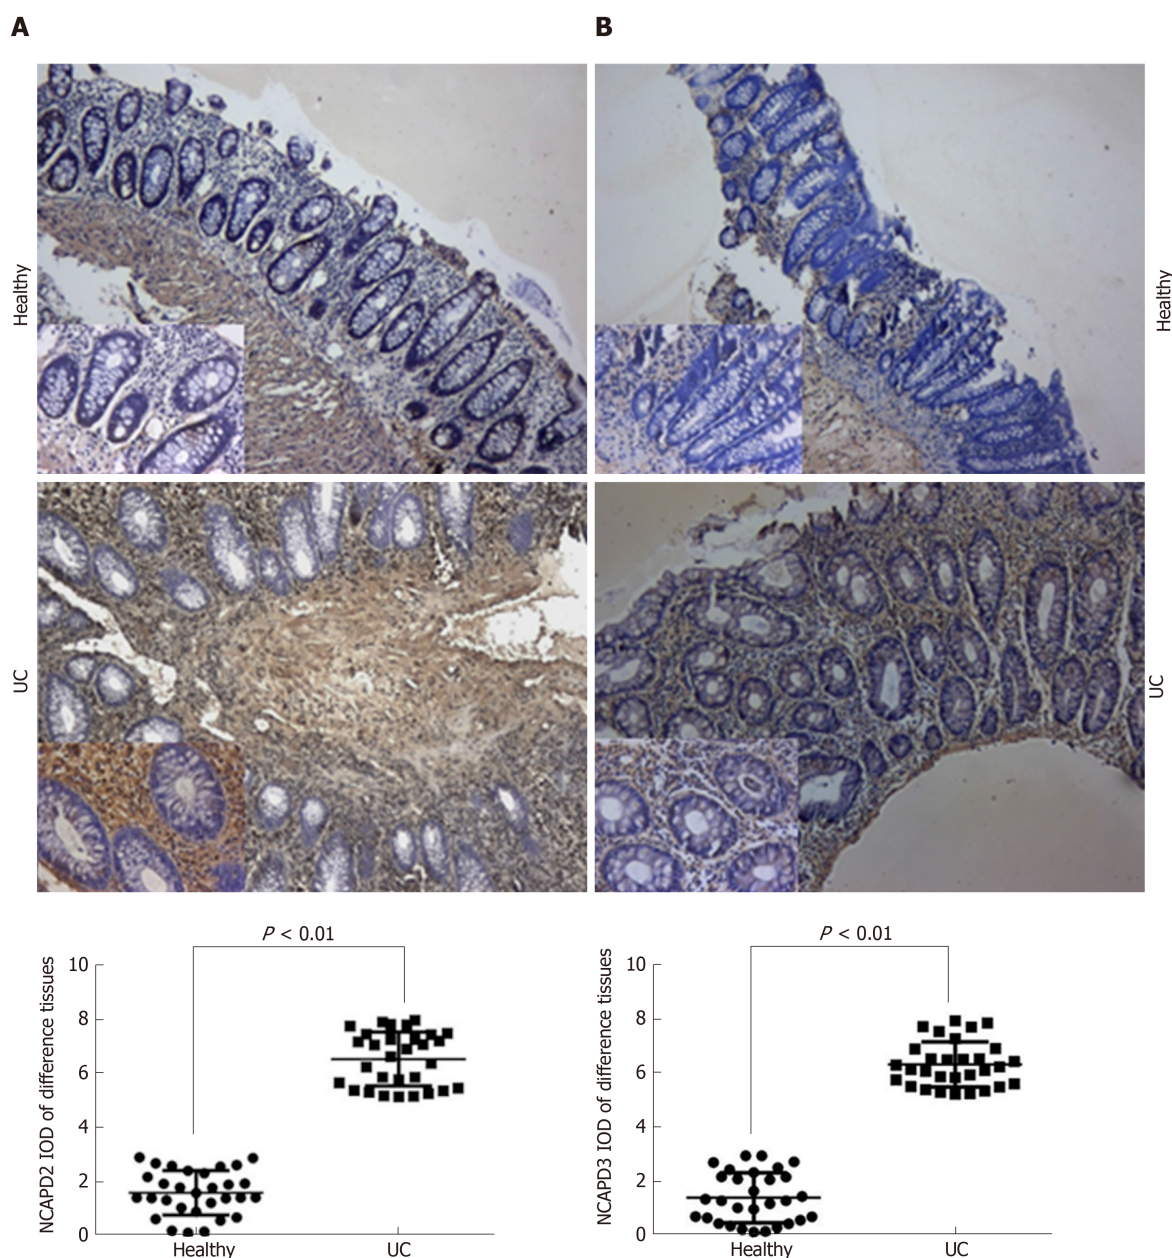 A
B
Healthy
Healthy
UC
UC
P < 0.01
NCAPD2 IOD of difference tissues
10
8
6
4
2
0
Healthy
UC
P < 0.01
NCAPD3 IOD of difference tissues
10
8
6
4
2
0
Healthy
UC